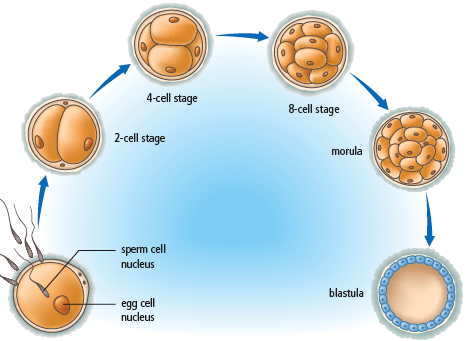 4-cell stage
8-cell stage
2-cell stage
morula
sperm cell
nucleus
egg cell
nucleus
blastula